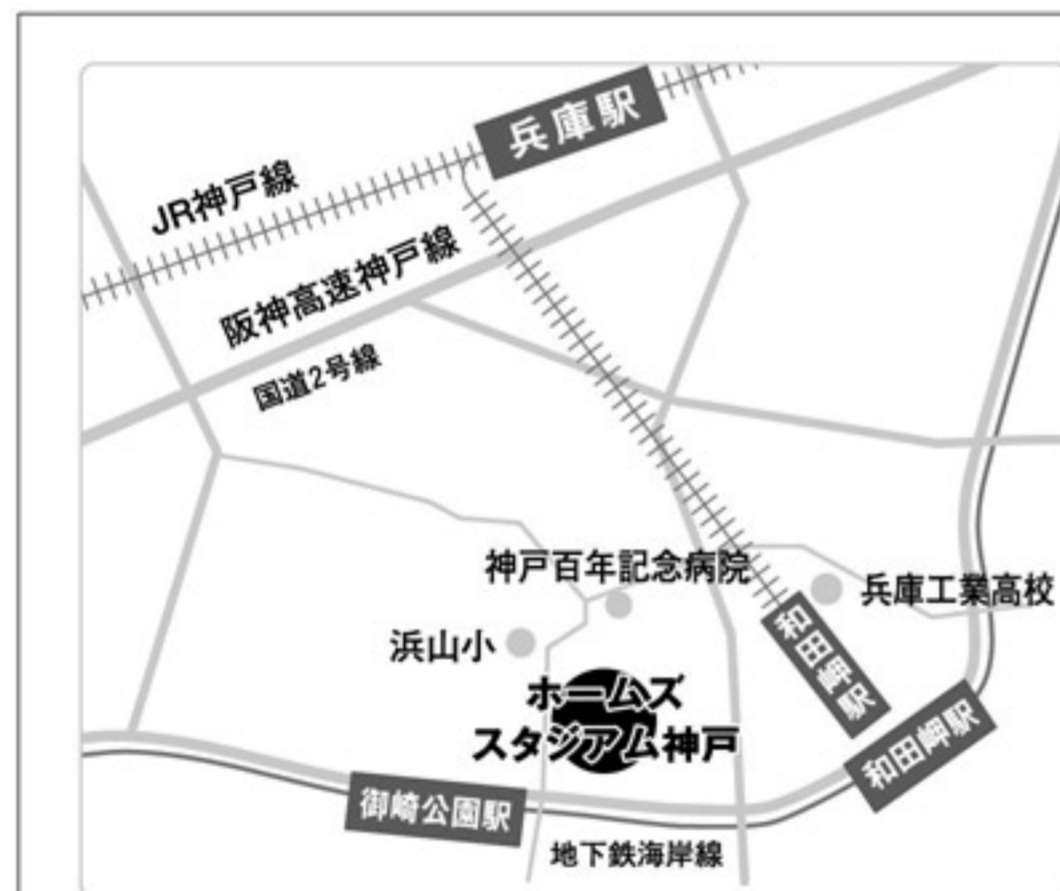 兵庫駅
JR神戸線
阪神高速神戸線
国道2号線
神戸百年記念病院
兵庫工業高校
浜山小
和田岬駅
ホームズ
スタジアム神戸
和田岬駅
御崎公園駅
地下鉄海岸線